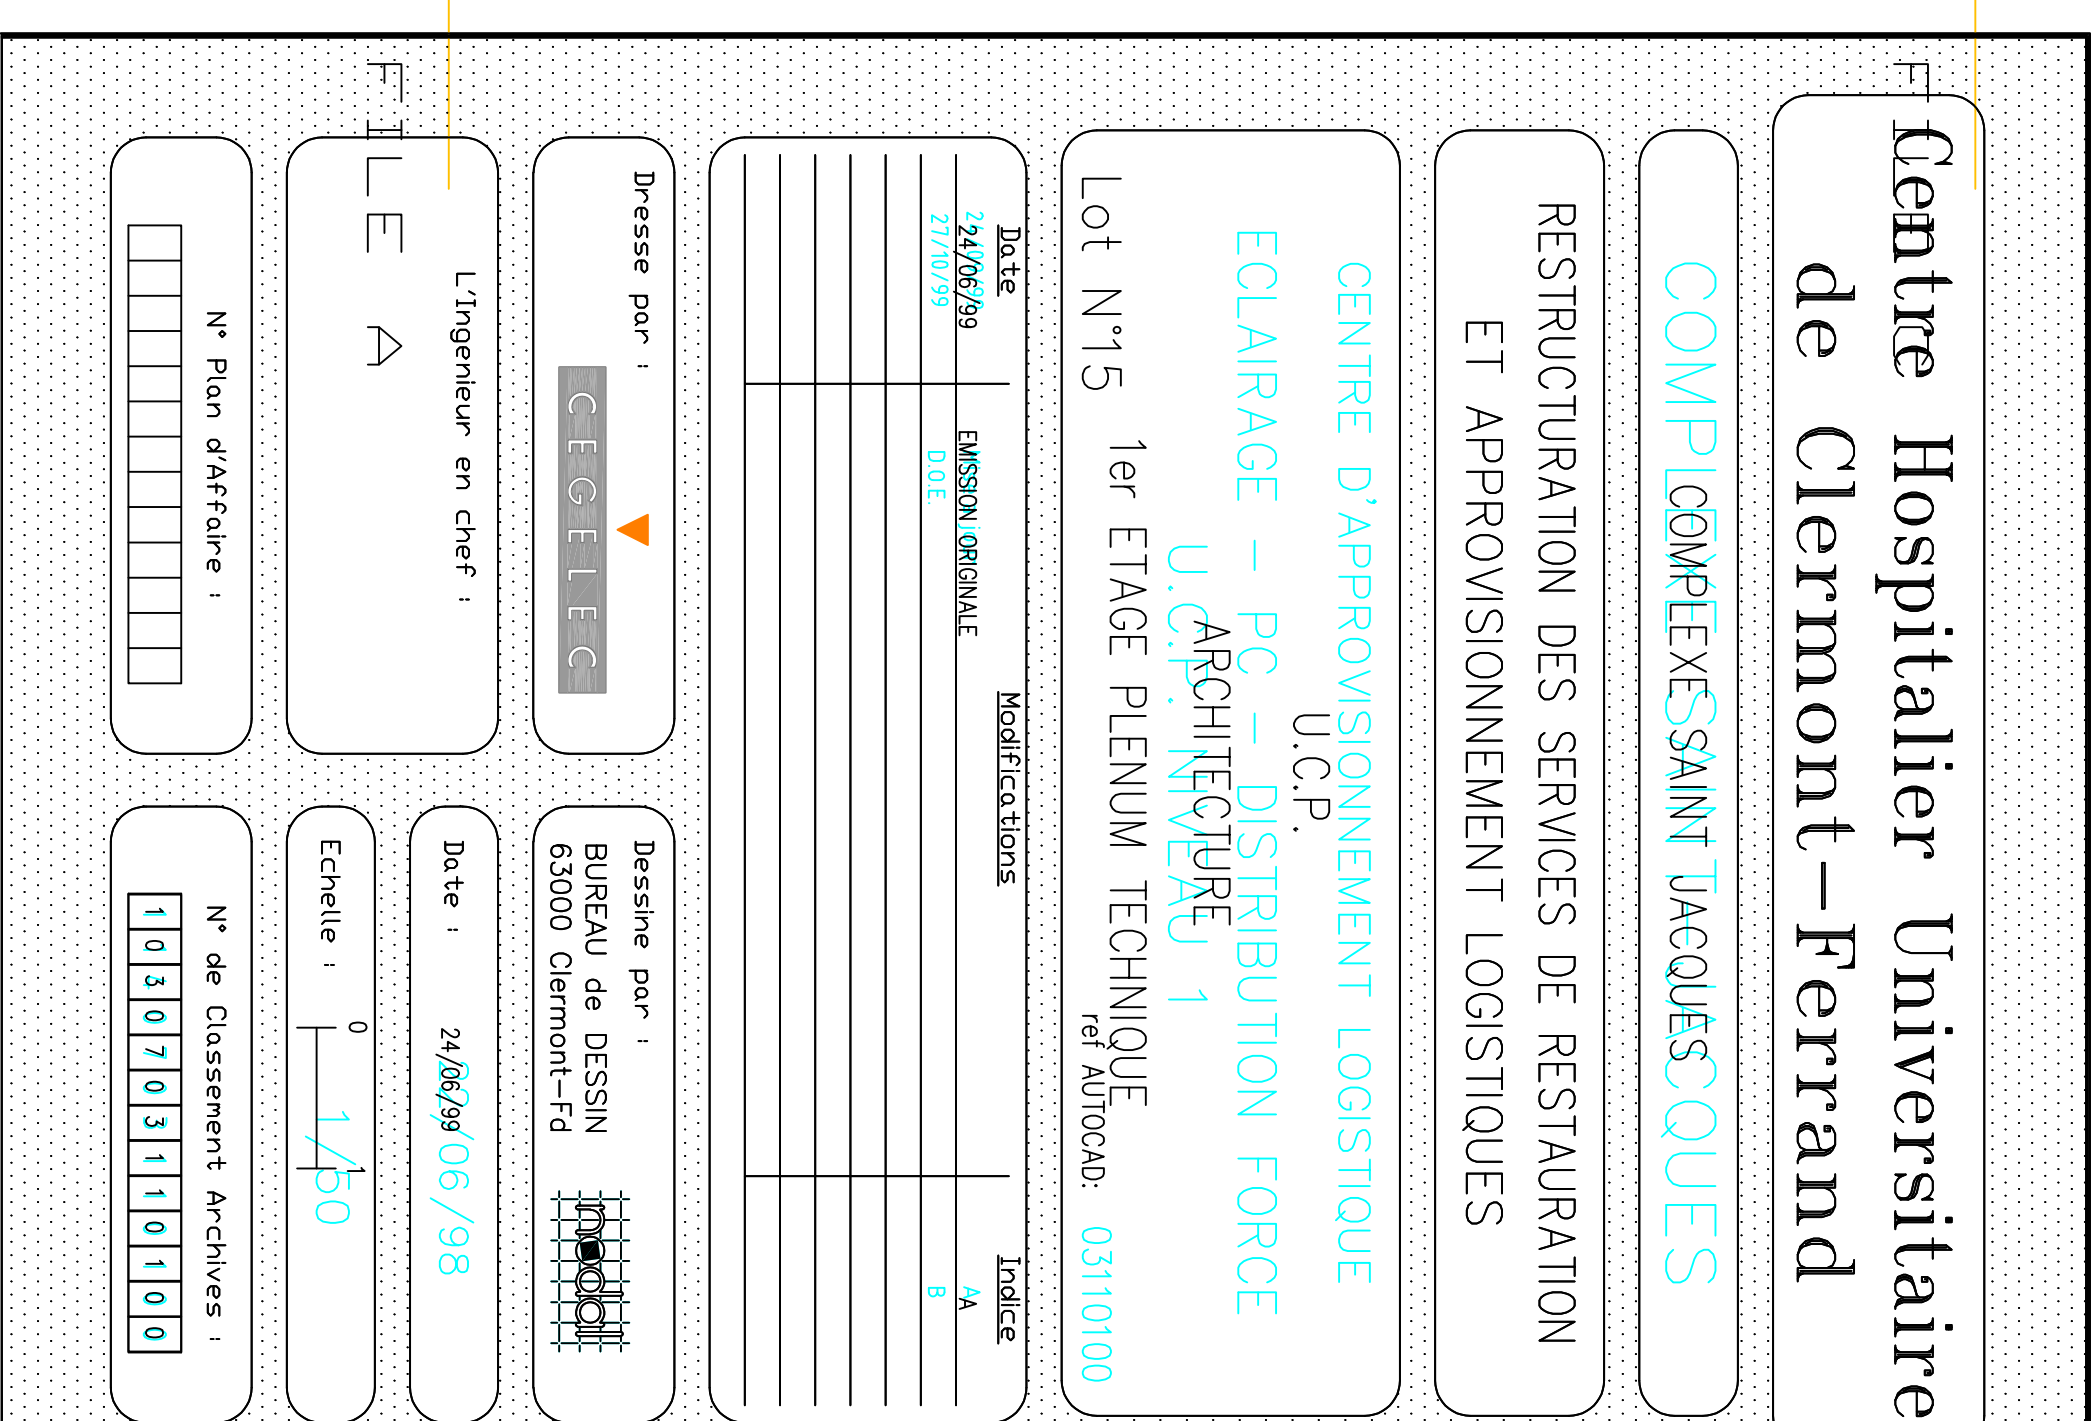 Centre Hospitalier Universitaire
de Clermont-Ferrand
COMPLEXE SAINT JACQUES
COMPLEXE SAINT JACQUES
RESTRUCTURATION DES SERVICES DE RESTAURATION
ET APPROVISIONNEMENT LOGISTIQUES
CENTRE D'APPROVISIONNEMENT LOGISTIQUE
U.C.P.
ECLAIRAGE - PC - DISTRIBUTION FORCE
ARCHITECTURE
U.C.P. NIVEAU 1
1er ETAGE PLENUM TECHNIQUE
Lot N°15
ref AUTOCAD: 03110100
Date Modifications Indice
24/06/99 EMISSION ORIGINALE A
A
27/10/99 D.O.E. B
Dresse par :
CEGELEC
Dessine par :
BUREAU de DESSIN
63000 Clermont-Fd
modul
L'Ingenieur en chef :
FILE A
Date : 24/06/99
/06/98
Echelle : 0 1
1/50
N° Plan d'Affaire :
N° de Classement Archives :
1 0 3 0 7 0 3 1 1 0 1 0 0